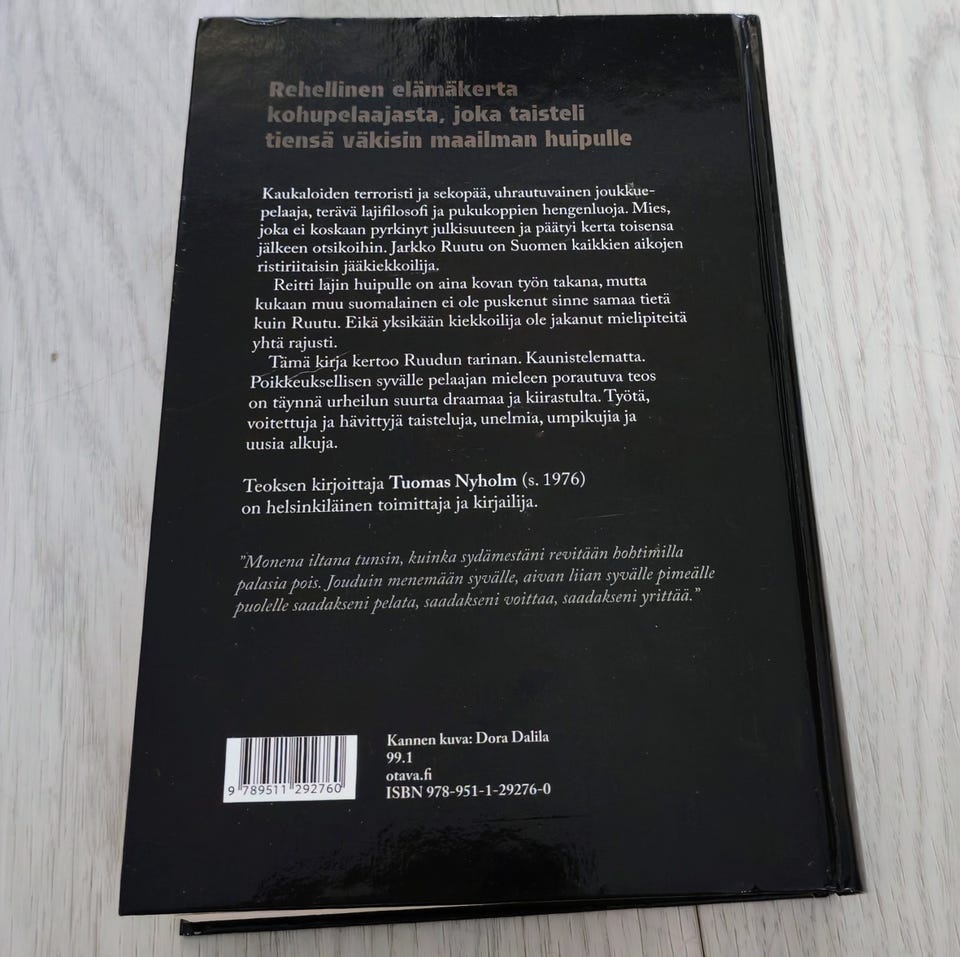 Rehellinen elämäkerta
kohupelaajasta, joka taisteli
tiensä väkisin maailman huipulle
Kaukaloiden terroristi ja sekopää, uhrautuvainen joukkue-
pelaaja, terävä lajifilosofi ja pukukoppien hengenluoja. Mies,
joka ei koskaan pyrkinyt julkisuuteen ja päätyi kerta toisensa
jälkeen otsikoihin. Jarkko Ruutu on Suomen kaikkien aikojen
ristiriitaisin jääkiekkoilija.
Reitti lajin huipulle on aina kovan työn takana, mutta
kukaan muu suomalainen ei ole puskenut sinne samaa tietä
kuin Ruutu. Eikä yksikään kiekkoilija ole jakanut mielipiteitä
yhtä rajusti.
Tämä kirja kertoo Ruudun tarinan. Kaunistelematta.
Poikkeuksellisen syvälle pelaajan mieleen porautuva teos
on täynnä urheilun suurta draamaa ja kiirastulta. Työtä,
voitettuja ja hävittyjä taisteluja, unelmia, umpikujia ja
uusia alkuja.
Teoksen kirjoittaja Tuomas Nyholm (s. 1976)
on helsinkiläinen toimittaja ja kirjailija.
"Monena iltana tunsin, kuinka sydämestäni revitään hohtimilla
palasia pois. Jouduin menemään syvälle, aivan liian syvälle pimeälle
puolelle saadakseni pelata, saadakseni voittaa, saadakseni yrittää."
Kannen kuva: Dora Dalila
99.1
otava.fi
ISBN 978-951-1-29276-0
9 789511 292760